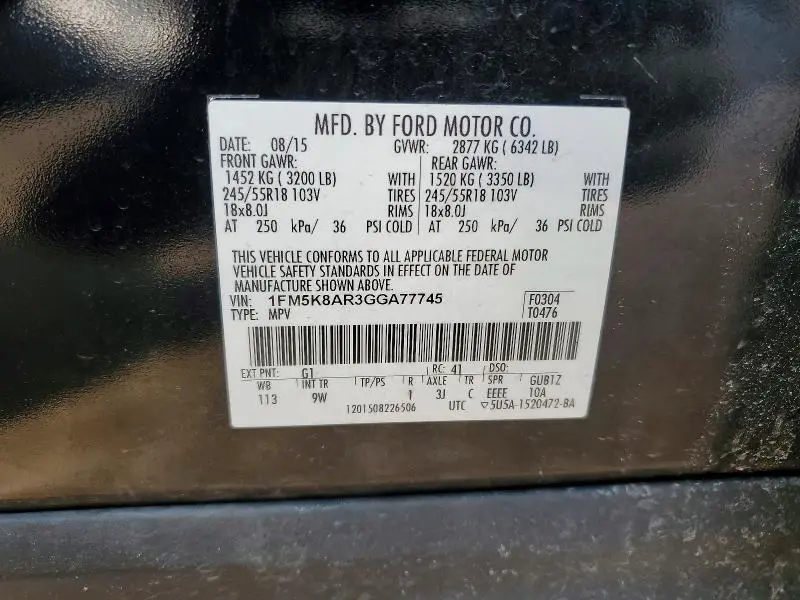 MFD. BY FORD MOTOR CO.
DATE: 08/15 GVWR: 2877 KG ( 6342 LB)
FRONT GAWR: REAR GAWR:
1452 KG ( 3200 LB) WITH 1520 KG ( 3350 LB) WITH
245/55R18 103V TIRES 245/55R18 103V TIRES
18x8.0J RIMS 18x8.0J RIMS
AT 250 kPa/ 36 PSI COLD AT 250 kPa/ 36 PSI COLD
THIS VEHICLE CONFORMS TO ALL APPLICABLE FEDERAL MOTOR
VEHICLE SAFETY STANDARDS IN EFFECT ON THE DATE OF
MANUFACTURE SHOWN ABOVE.
VIN: 1FM5K8AR3GGA77745 F0304
TYPE: MPV T0476
EXT PNT: G1 RC: 41 DSO:
WB INT TR TP/PS R AXLE TR SPR GUB1Z
113 9W 1 3J C EEEE 10A
1201508226506 UTC ▽5U5A-1520472-BA